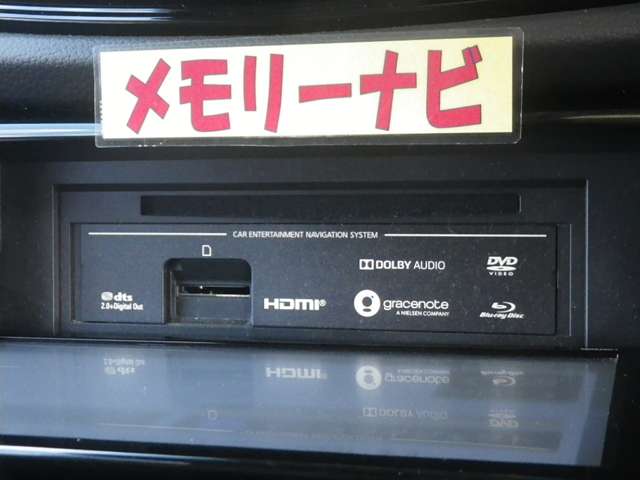 メモリーナビ
CAR ENTERTAINMENT NAVIGATION SYSTEM
DOLBY AUDIO
DVD
VIDEO
dts
2.0+Digital Out
HDMI®
gracenote
A NIELSEN COMPANY
Blu-ray Disc